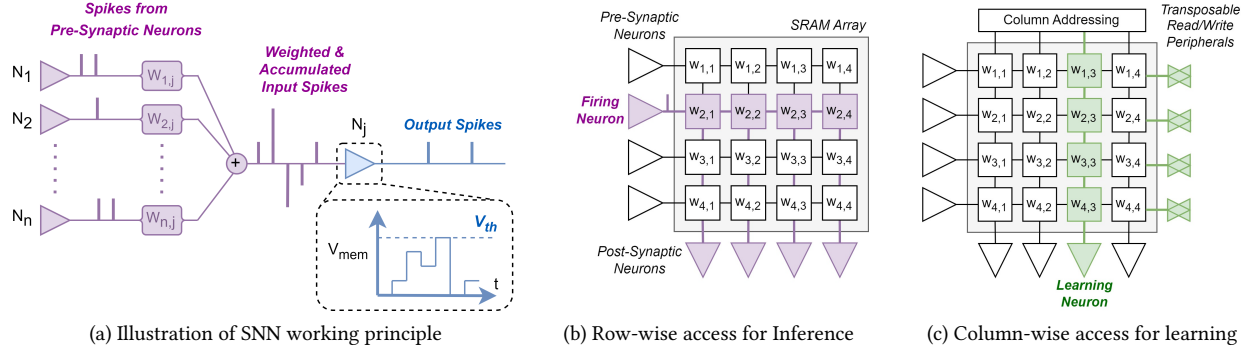 Spikes from
Pre-Synaptic Neurons
N1
W1,j
N2
W2,j
Nn
Wn,j
+
Weighted &
Accumulated
Input Spikes
Nj
Output Spikes
Vth
Vmem
t
(a) Illustration of SNN working principle
Pre-Synaptic
Neurons
SRAM Array
Firing
Neuron
w1,1 w1,2 w1,3 w1,4
w2,1 w2,2 w2,3 w2,4
w3,1 w3,2 w3,3 w3,4
w4,1 w4,2 w4,3 w4,4
Post-Synaptic
Neurons
(b) Row-wise access for Inference
Column Addressing
Transposable
Read/Write
Peripherals
w1,1 w1,2 w1,3 w1,4
w2,1 w2,2 w2,3 w2,4
w3,1 w3,2 w3,3 w3,4
w4,1 w4,2 w4,3 w4,4
Learning
Neuron
(c) Column-wise access for learning